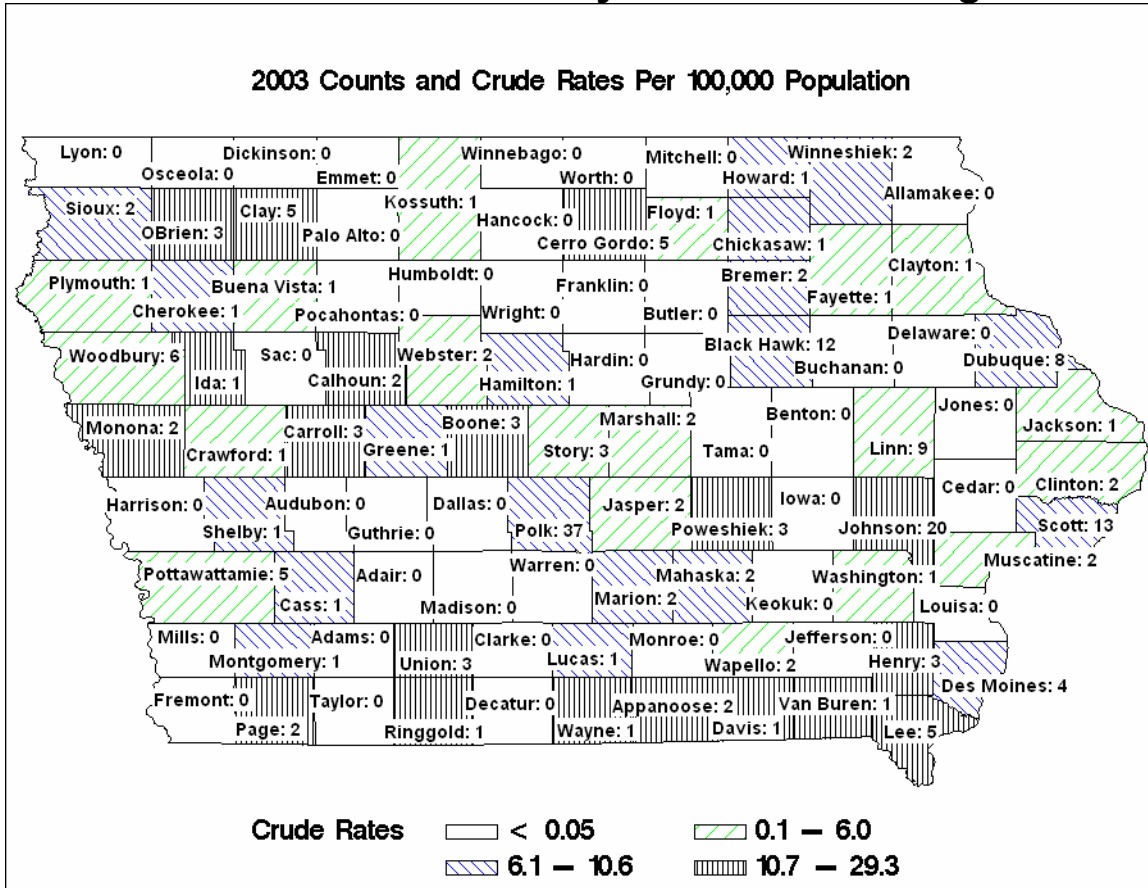 2003 Counts and Crude Rates Per 100,000 Population
Lyon: 0
Osceola: 0
Dickinson: 0
Emmet: 0
Winnebago: 0
Worth: 0
Mitchell: 0
Howard: 1
Winneshiek: 2
Allamakee: 0
Sioux: 2
OBrien: 3
Clay: 5
Palo Alto: 0
Kossuth: 1
Hancock: 0
Cerro Gordo: 5
Floyd: 1
Chickasaw: 1
Plymouth: 1
Cherokee: 1
Buena Vista: 1
Pocahontas: 0
Humboldt: 0
Wright: 0
Franklin: 0
Butler: 0
Bremer: 2
Fayette: 1
Clayton: 1
Woodbury: 6
Ida: 1
Sac: 0
Calhoun: 2
Webster: 2
Hamilton: 1
Hardin: 0
Grundy: 0
Black Hawk: 12
Buchanan: 0
Delaware: 0
Dubuque: 8
Monona: 2
Crawford: 1
Carroll: 3
Greene: 1
Boone: 3
Story: 3
Marshall: 2
Tama: 0
Benton: 0
Linn: 9
Jones: 0
Jackson: 1
Harrison: 0
Shelby: 1
Audubon: 0
Guthrie: 0
Dallas: 0
Polk: 37
Jasper: 2
Poweshiek: 3
Iowa: 0
Johnson: 20
Cedar: 0
Clinton: 2
Scott: 13
Muscatine: 2
Pottawattamie: 5
Cass: 1
Adair: 0
Madison: 0
Warren: 0
Marion: 2
Mahaska: 2
Keokuk: 0
Washington: 1
Louisa: 0
Mills: 0
Montgomery: 1
Adams: 0
Union: 3
Clarke: 0
Lucas: 1
Monroe: 0
Wapello: 2
Jefferson: 0
Henry: 3
Des Moines: 4
Fremont: 0
Page: 2
Taylor: 0
Ringgold: 1
Decatur: 0
Wayne: 1
Appanoose: 2
Davis: 1
Van Buren: 1
Lee: 5
Crude Rates
< 0.05
0.1 – 6.0
6.1 – 10.6
10.7 – 29.3